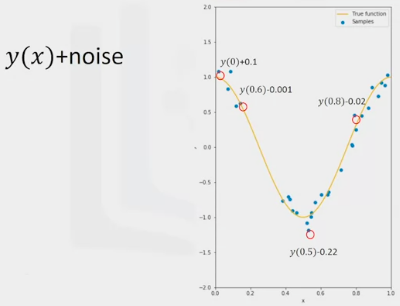 y(x)+noise
2.0
True function
Samples
1.5
y(0)+0.1
1.0
y(0.6)-0.001
y(0.8)-0.02
0.5
0.0
-0.5
-1.0
y(0.5)-0.22
-1.5
-2.0
0.0 0.2 0.4 0.6 0.8 1.0
x